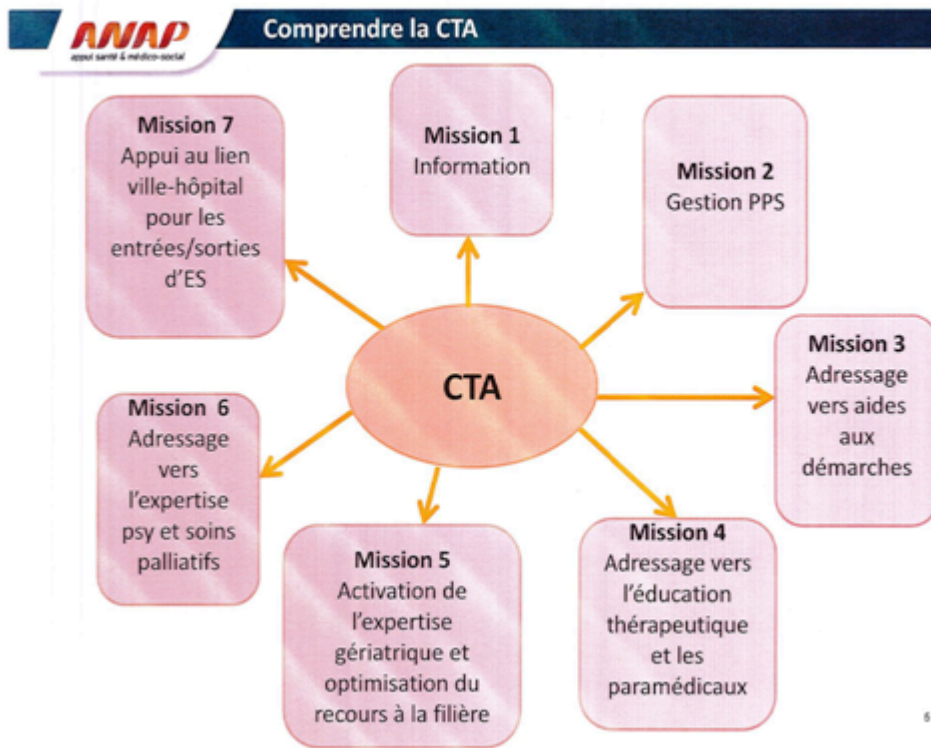 ANAP
appui santé & médico-social
Comprendre la CTA
Mission 7
Appui au lien
ville-hôpital
pour les
entrées/sorties
d'ES
Mission 1
Information
Mission 2
Gestion PPS
Mission 3
Adressage
vers aides
aux
démarches
CTA
Mission 6
Adressage
vers
l'expertise
psy et soins
palliatifs
Mission 5
Activation de
l'expertise
gériatrique et
optimisation du
recours à la filière
Mission 4
Adressage vers
l'éducation
thérapeutique
et les
paramédicaux